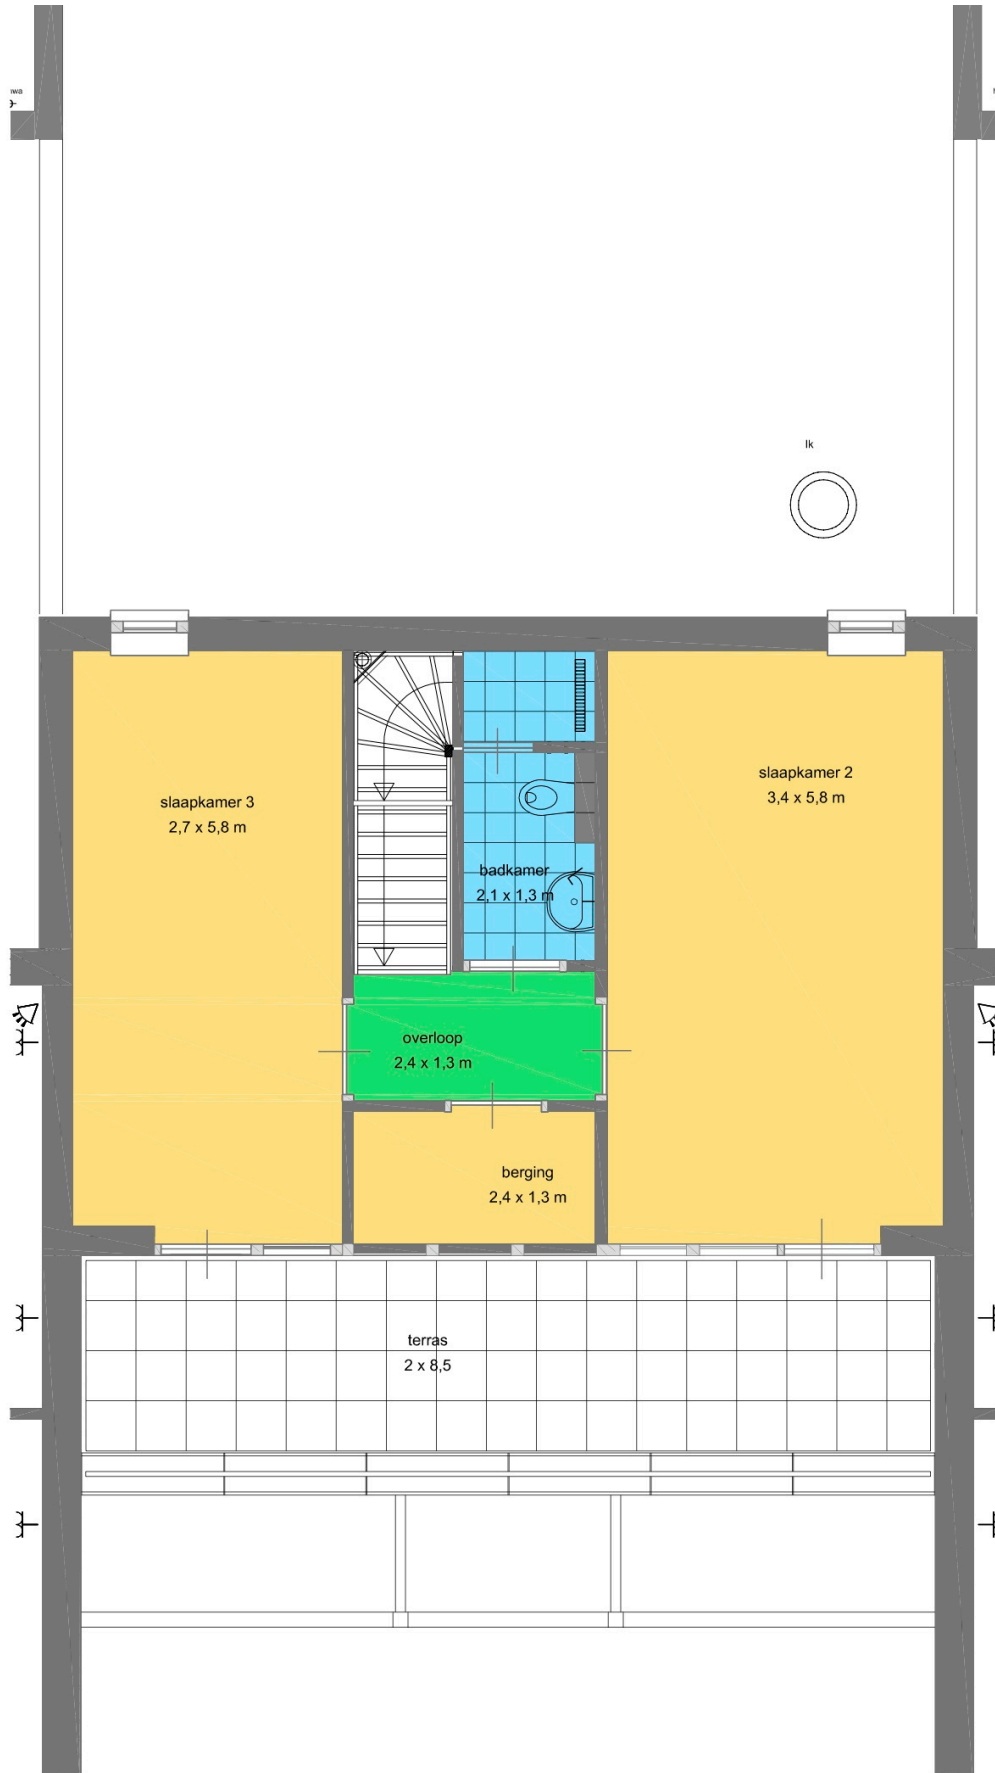 hwa
lk
slaapkamer 2
3,4 x 5,8 m
slaapkamer 3
2,7 x 5,8 m
badkamer
2,1 x 1,3 m
overloop
2,4 x 1,3 m
berging
2,4 x 1,3 m
terras
2 x 8,5